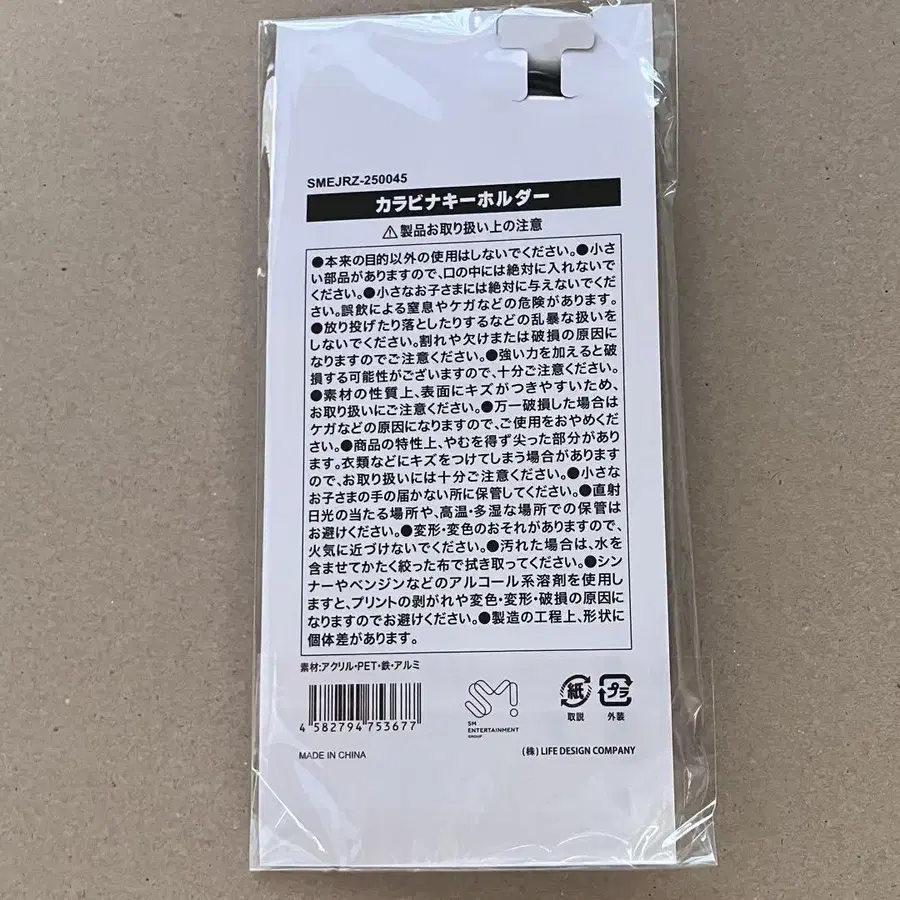 SMEJRZ-250045
カラビナキーホルダー
⚠製品お取り扱い上の注意
●本来の目的以外の使用はしないでください。●小さ
い部品がありますので、口の中には絶対に入れないで
ください。●小さなお子さまには絶対に与えないでくだ
さい。誤飲による窒息やケガなどの危険があります。
●放り投げたり落としたりするなどの乱暴な扱いを
しないでください。割れや欠けまたは破損の原因に
なりますのでご注意ください。●強い力を加えると破
損する可能性がございますので、十分ご注意ください。
●素材の性質上、表面にキズがつきやすいため、
お取り扱いにご注意ください。●万一破損した場合は
ケガなどの原因になりますので、ご使用をおやめくだ
さい。●商品の特性上、やむを得ず尖った部分があり
ます。衣類などにキズをつけてしまう場合があります
ので、お取り扱いには十分ご注意ください。●小さな
お子さまの手の届かない所に保管してください。●直射
日光の当たる場所や、高温・多湿な場所での保管は
お避けください。●変形・変色のおそれがありますので、
火気に近づけないでください。●汚れた場合は、水を
含ませてかたく絞った布で拭き取ってください。●シン
ナーやベンジンなどのアルコール系溶剤を使用し
ますと、プリントの剥がれや変色・変形・破損の原因に
なりますのでお避けください。●製造の工程上、形状に
個体差があります。
素材:アクリル・PET・鉄・アルミ
4 582794 753677
SM
SM
ENTERTAINMENT
GROUP
紙
取説
プラ
外装
MADE IN CHINA
(株) LIFE DESIGN COMPANY